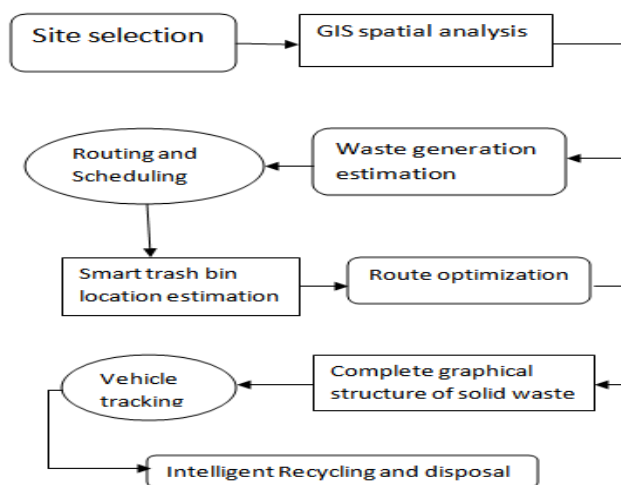 Site selection
GIS spatial analysis
Routing and
Scheduling
Waste generation
estimation
Smart trash bin
location estimation
Route optimization
Vehicle
tracking
Complete graphical
structure of solid waste
Intelligent Recycling and disposal